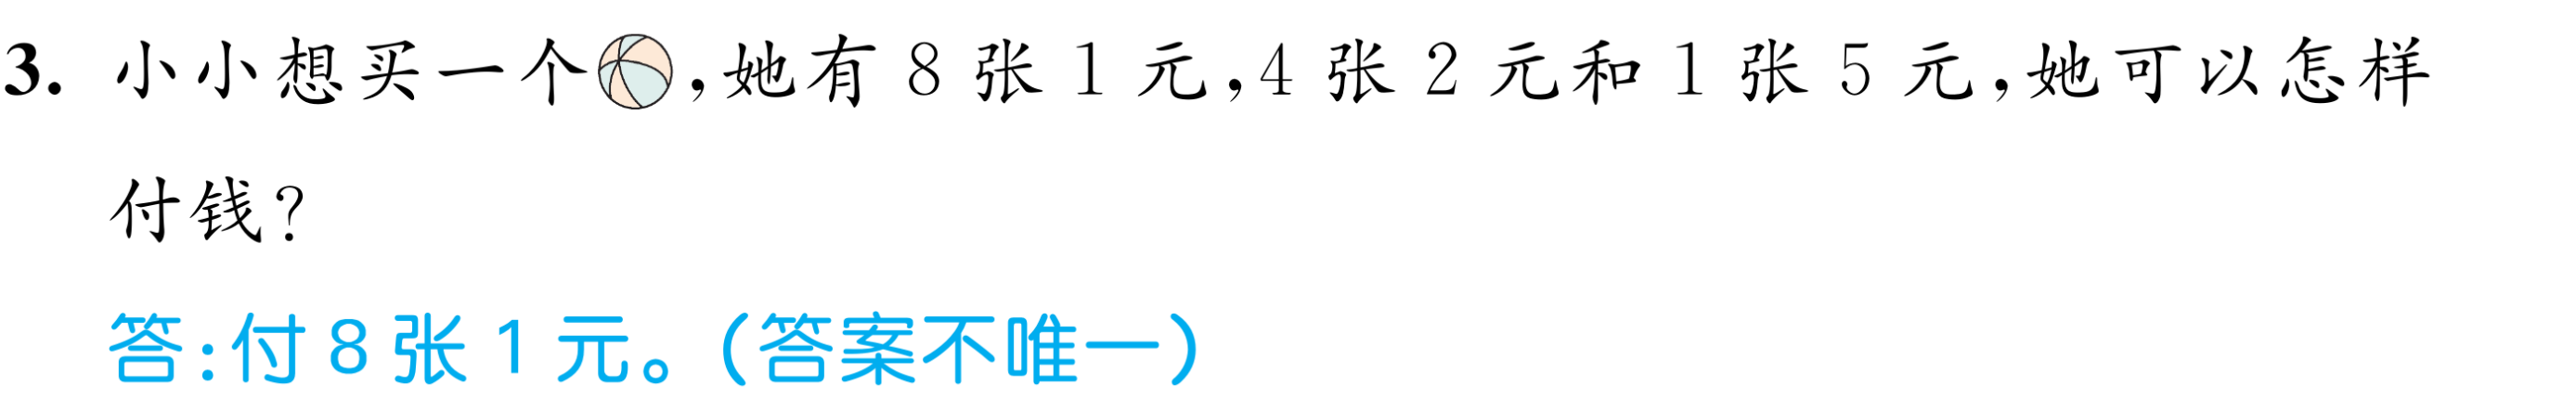 3. 小小想买一个,她有 8 张 1 元,4 张 2 元和 1 张 5 元,她可以怎样
付钱?
答:付 8 张 1 元。(答案不唯一)